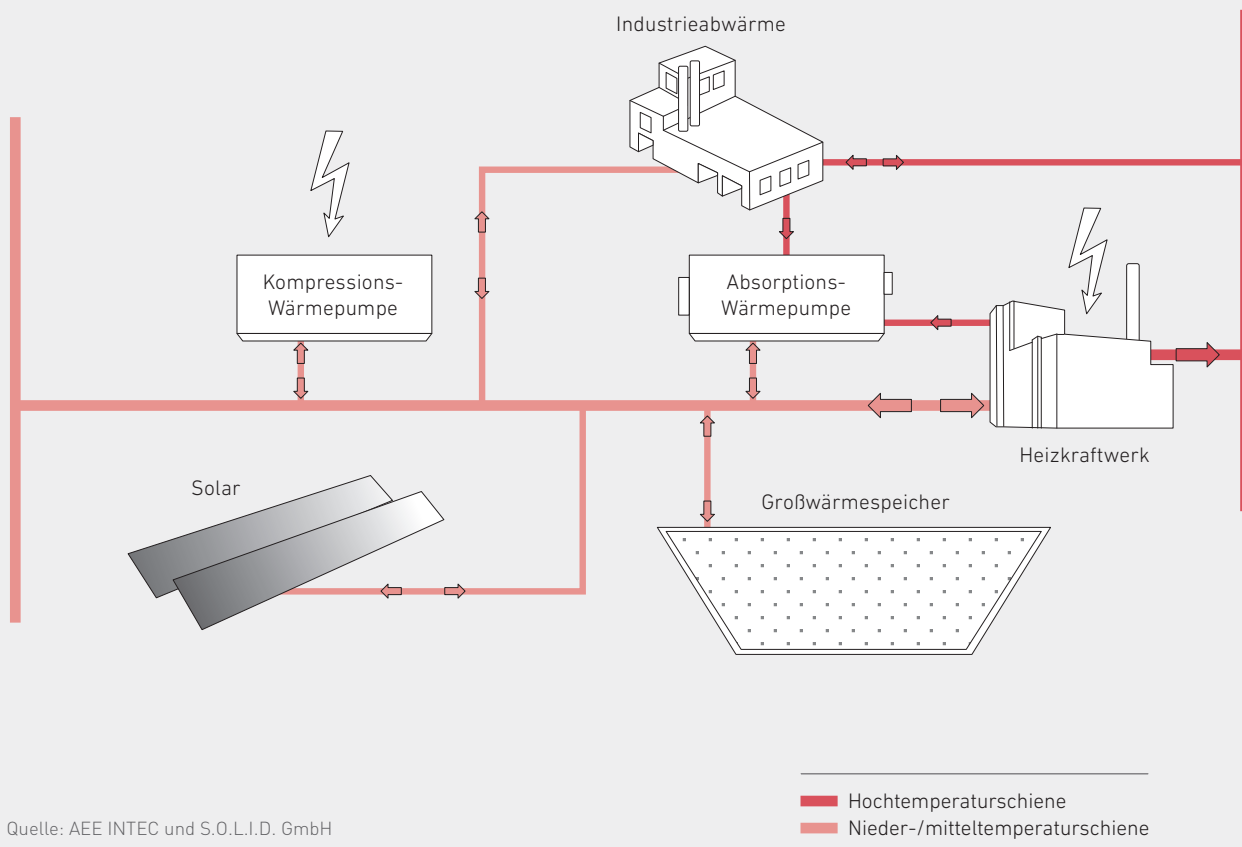 Industrieabwärme
Kompressions-
Wärmepumpe
Absorptions-
Wärmepumpe
Heizkraftwerk
Solar
Großwärmespeicher
Hochtemperaturschiene
Nieder-/mitteltemperaturschiene
Quelle: AEE INTEC und S.O.L.I.D. GmbH